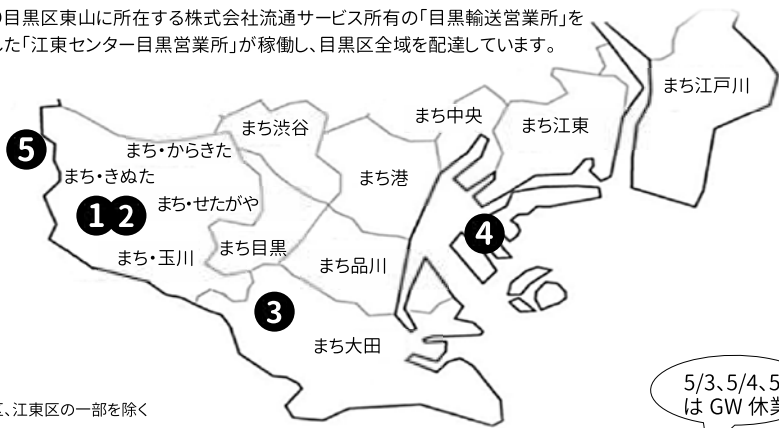 目黒区東山に所在する株式会社流通サービス所有の「目黒輸送営業所」を
した「江東センター目黒営業所」が稼働し、目黒区全域を配達しています。
まち江戸川
まち中央
まち渋谷
まち江東
まち・からきた
5
まち・きぬた
まち港
まち・せたがや
1 2
4
まち目黒
まち・玉川
まち品川
3
まち大田
5/3、5/4、5
は GW 休業
区、江東区の一部を除く